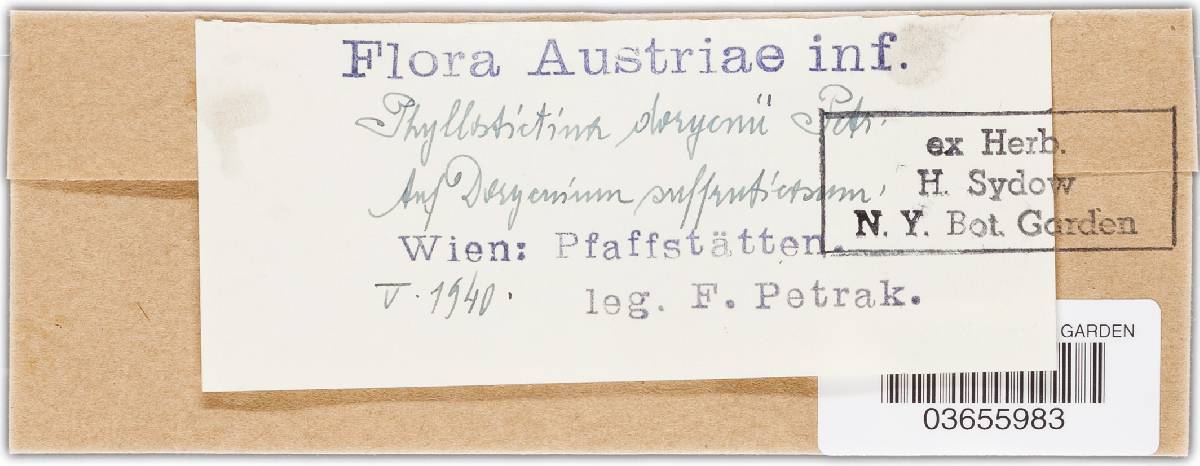 Flora Austriae inf.
Phyllostictina dorycnii Petr.
Auf Dorycnium suffruticosum.
Wien: Pfaffstätten.
V. 1940. leg. F. Petrak.
ex Herb.
H. Sydow
N. Y. Bot. Garden
GARDEN
03655983